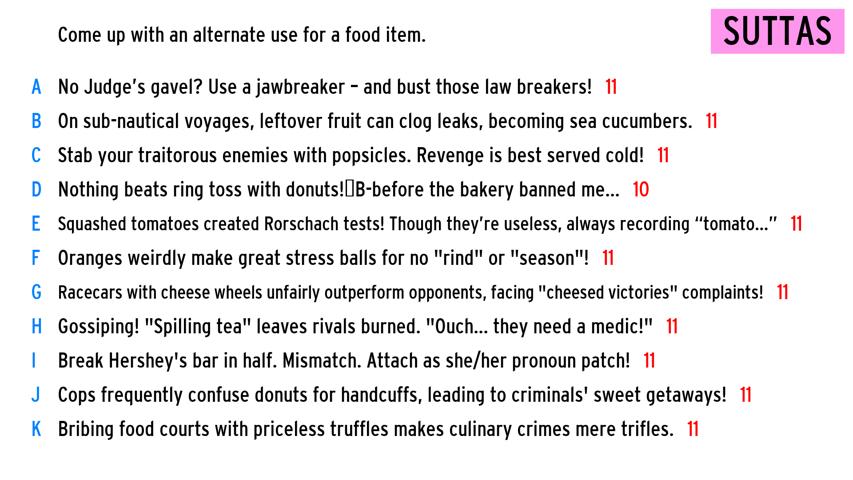 Come up with an alternate use for a food item.
SUTTAS
A No Judge’s gavel? Use a jawbreaker – and bust those law breakers! 11
B On sub-nautical voyages, leftover fruit can clog leaks, becoming sea cucumbers. 11
C Stab your traitorous enemies with popsicles. Revenge is best served cold! 11
D Nothing beats ring toss with donuts!▯B-before the bakery banned me... 10
E Squashed tomatoes created Rorschach tests! Though they’re useless, always recording “tomato...” 11
F Oranges weirdly make great stress balls for no "rind" or "season"! 11
G Racecars with cheese wheels unfairly outperform opponents, facing "cheesed victories" complaints! 11
H Gossiping! "Spilling tea" leaves rivals burned. "Ouch... they need a medic!" 11
I Break Hershey's bar in half. Mismatch. Attach as she/her pronoun patch! 11
J Cops frequently confuse donuts for handcuffs, leading to criminals' sweet getaways! 11
K Bribing food courts with priceless truffles makes culinary crimes mere trifles. 11